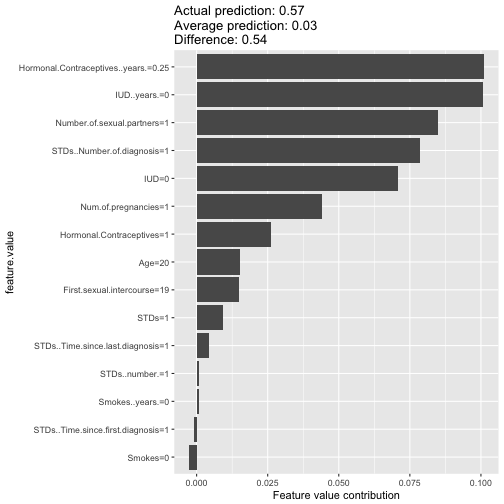 Actual prediction: 0.57
Average prediction: 0.03
Difference: 0.54
Hormonal.Contraceptives..years.=0.25
IUD..years.=0
Number.of.sexual.partners=1
STDs..Number.of.diagnosis=1
IUD=0
Num.of.pregnancies=1
Hormonal.Contraceptives=1
Age=20
First.sexual.intercourse=19
STDs=1
STDs..Time.since.last.diagnosis=1
STDs..number.=1
Smokes..years.=0
STDs..Time.since.first.diagnosis=1
Smokes=0
feature.value
0.000 0.025 0.050 0.075 0.100
Feature value contribution